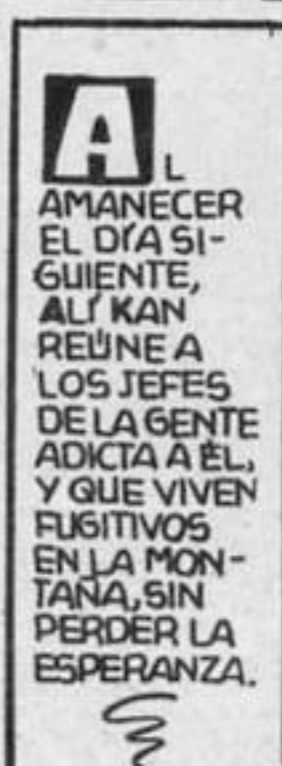 AL
AMANECER
EL DÍA SI-
GUIENTE,
ALÍ KAN
REÚNE A
LOS JEFES
DE LA GENTE
ADICTA A ÉL,
Y QUE VIVEN
FUGITIVOS
EN LA MON-
TAÑA, SIN
PERDER LA
ESPERANZA.